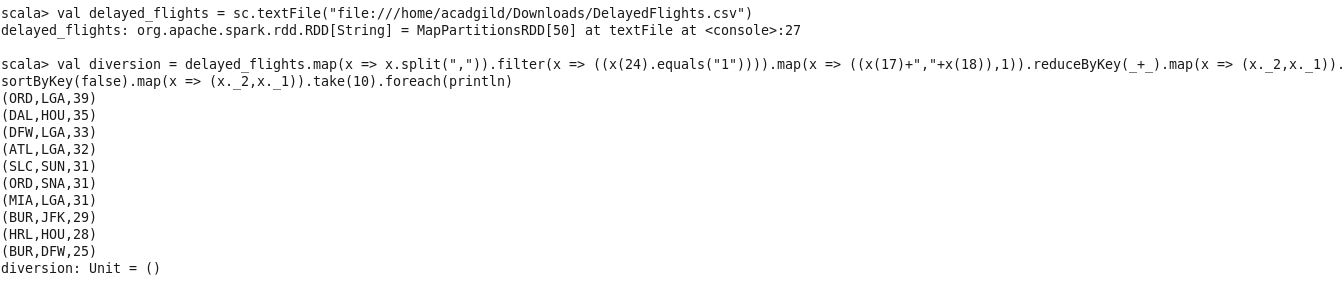 scala> val delayed_flights = sc.textFile("file:///home/acadgild/Downloads/DelayedFlights.csv")
delayed_flights: org.apache.spark.rdd.RDD[String] = MapPartitionsRDD[50] at textFile at <console>:27
scala> val diversion = delayed_flights.map(x => x.split(",")).filter(x => ((x(24).equals("1")))).map(x => ((x(17)+","+x(18)),1)).reduceByKey(_+_).map(x => (x._2,x._1)).
sortByKey(false).map(x => (x._2,x._1)).take(10).foreach(println)
(ORD,LGA,39)
(DAL,HOU,35)
(DFW,LGA,33)
(ATL,LGA,32)
(SLC,SUN,31)
(ORD,SNA,31)
(MIA,LGA,31)
(BUR,JFK,29)
(HRL,HOU,28)
(BUR,DFW,25)
diversion: Unit = ()